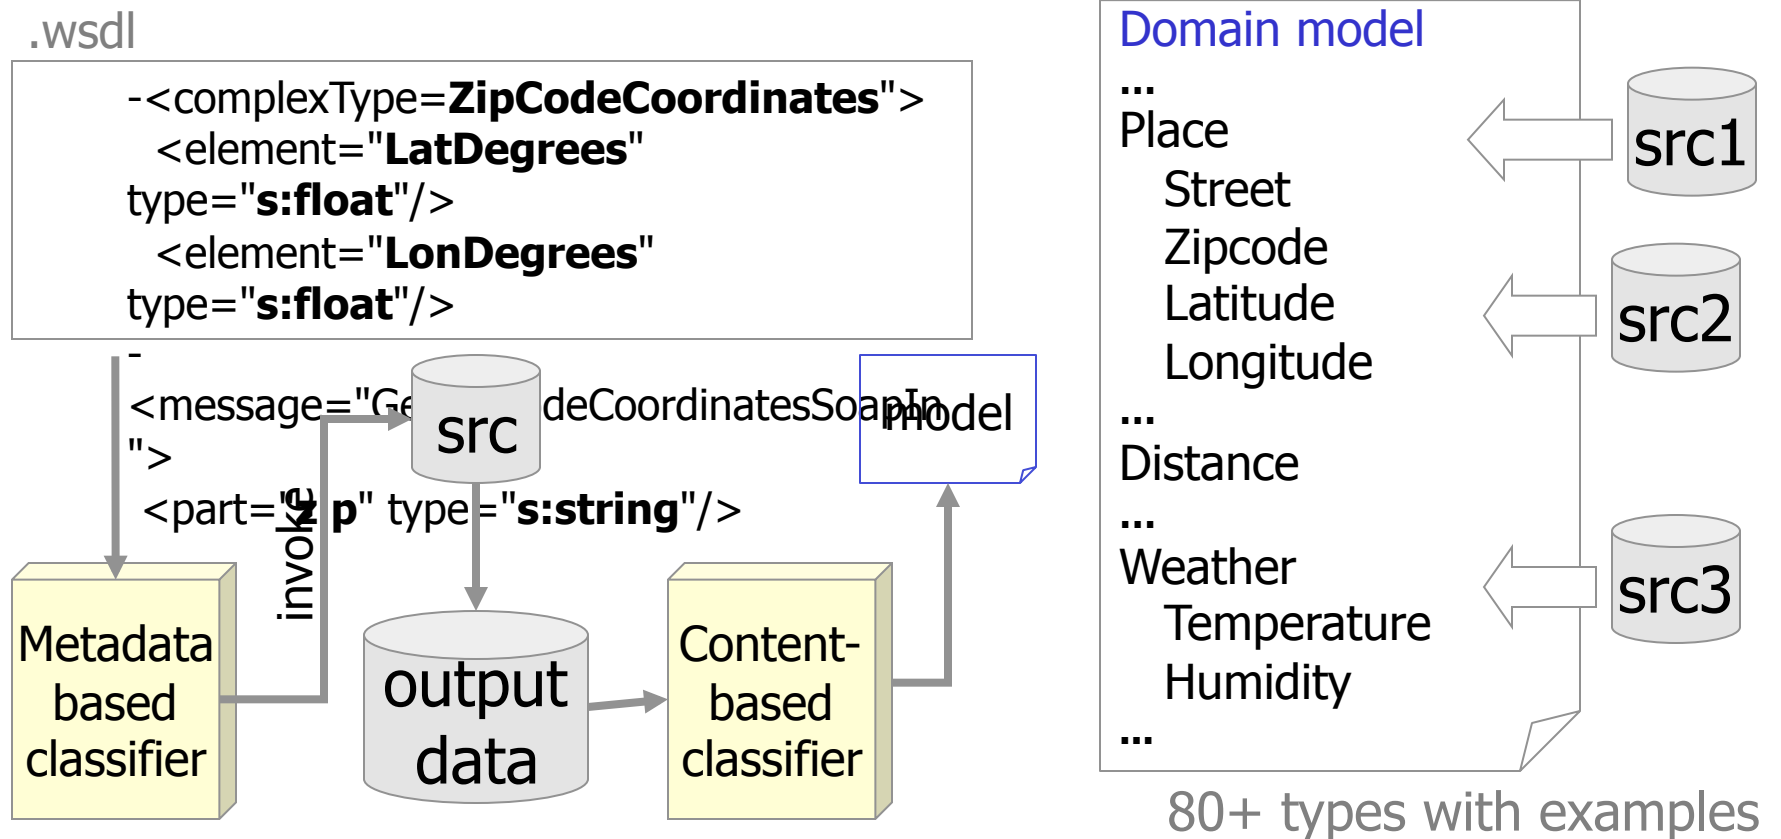 .wsdl
-<complexType=ZipCodeCoordinates">
<element="LatDegrees"
type="s:float"/>
<element="LonDegrees"
type="s:float"/>
-
<message="Ge deCoordinatesSoapIn
">
<part="z p" type="s:string"/>
src
model
invoke
Metadata
based
classifier
output
data
Content-
based
classifier
Domain model
...
Place
Street
Zipcode
Latitude
Longitude
...
Distance
...
Weather
Temperature
Humidity
...
src1
src2
src3
80+ types with examples